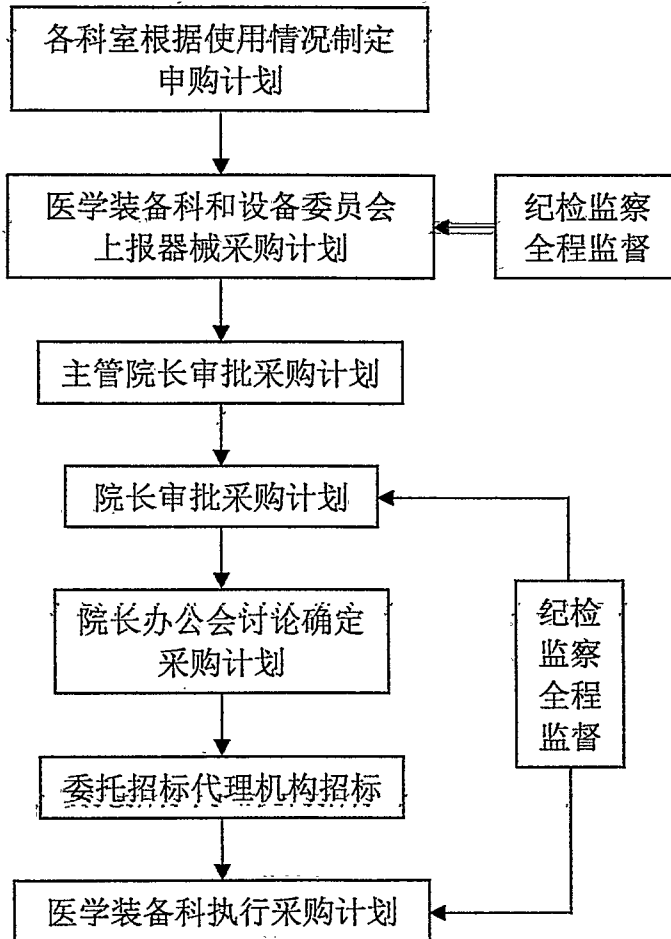 各科室根据使用情况制定
申购计划
医学装备科和设备委员会
上报器械采购计划
纪检监察
全程监督
主管院长审批采购计划
院长审批采购计划
院长办公会讨论确定
采购计划
纪检
监察
全程
监督
委托招标代理机构招标
医学装备科执行采购计划